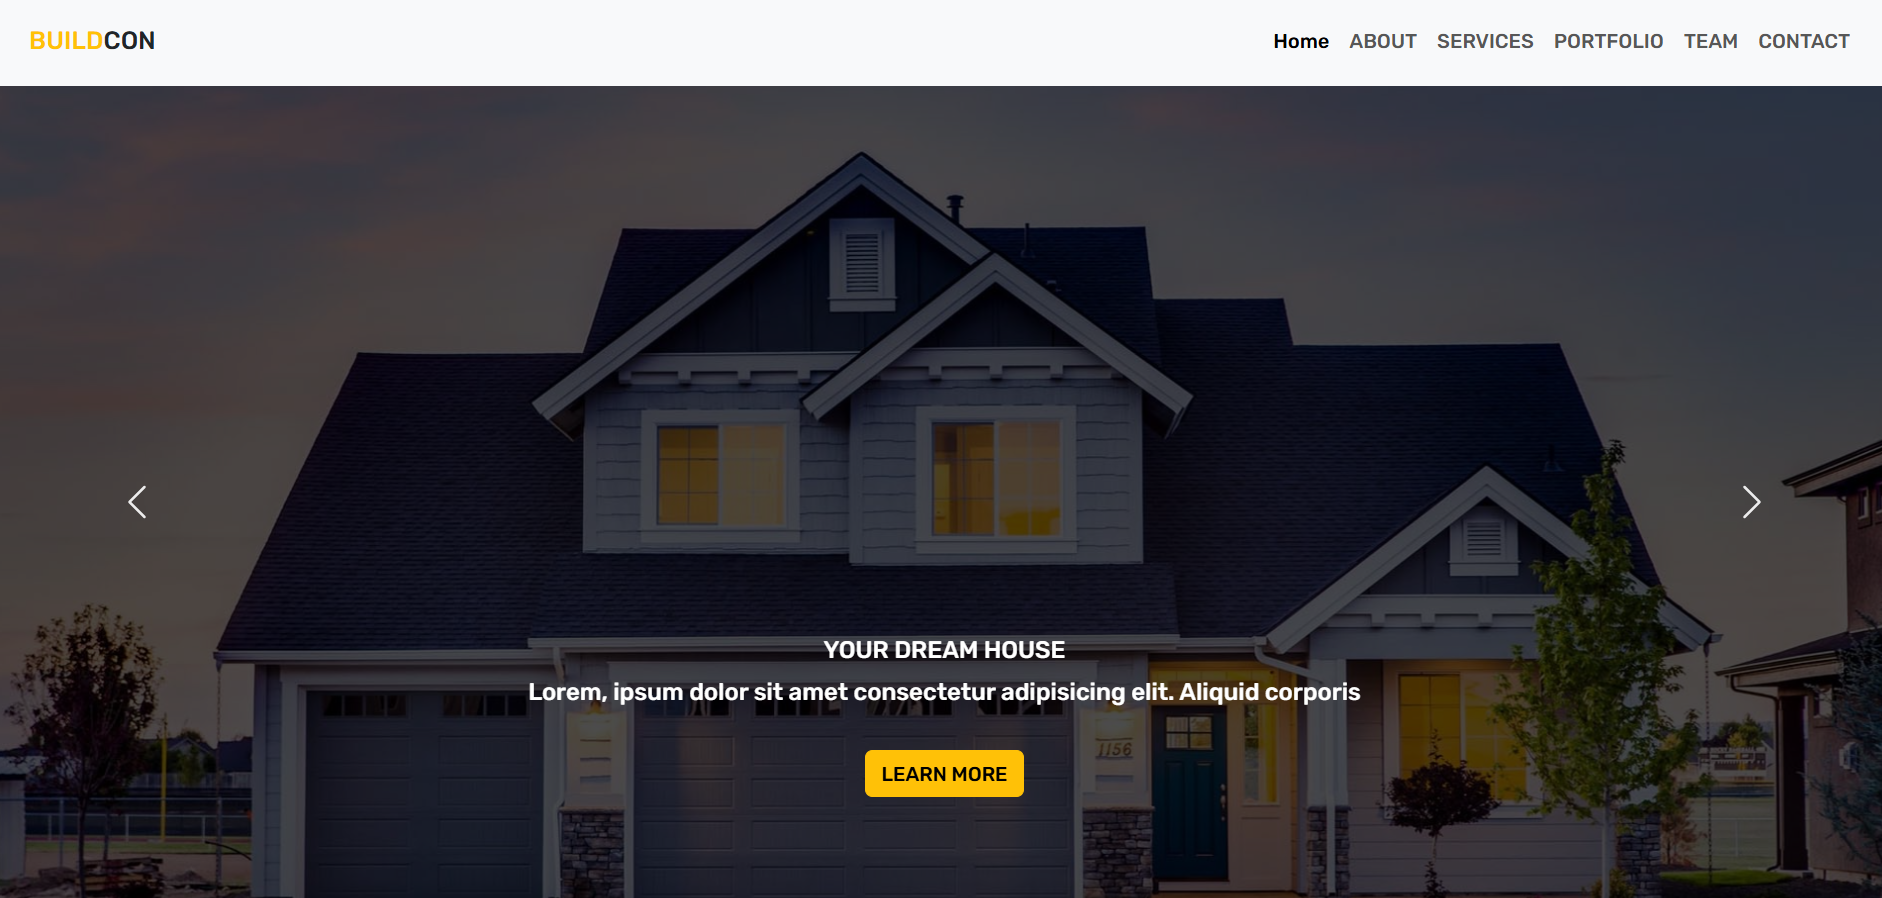 BUILDCON
Home ABOUT SERVICES PORTFOLIO TEAM CONTACT
YOUR DREAM HOUSE
Lorem, ipsum dolor sit amet consectetur adipisicing elit. Aliquid corporis
1156
LEARN MORE